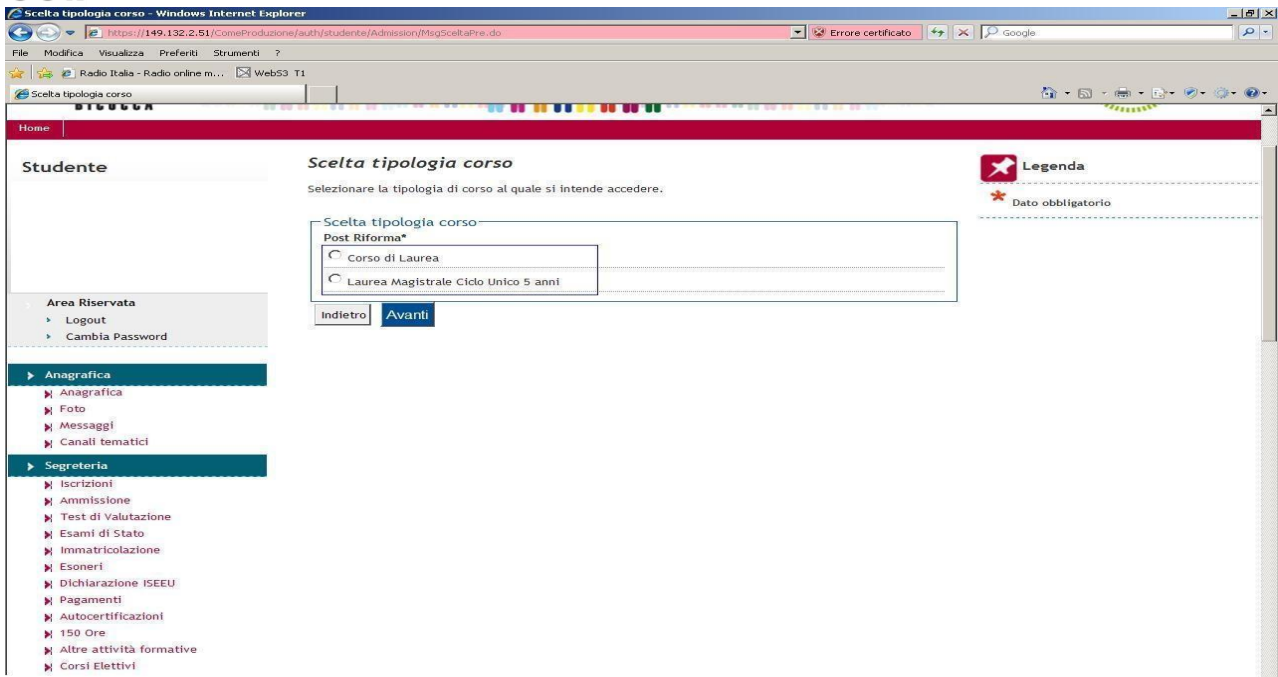 Scelta tipologia corso - Windows Internet Explorer
https://149.132.2.51/ComeProduzione/auth/studente/Admission/MsgSceltaPre.do
Errore certificato
Google
File Modifica Visualizza Preferiti Strumenti ?
Radio Italia - Radio online m... WebS3 T1
Scelta tipologia corso
BICOCCA
Home
Studente
Area Riservata
Logout
Cambia Password
Anagrafica
Anagrafica
Foto
Messaggi
Canali tematici
Segreteria
Iscrizioni
Ammissione
Test di Valutazione
Esami di Stato
Immatricolazione
Esoneri
Dichiarazione ISEEU
Pagamenti
Autocertificazioni
150 Ore
Altre attività formative
Corsi Elettivi
Scelta tipologia corso
Selezionare la tipologia di corso al quale si intende accedere.
Scelta tipologia corso
Post Riforma*
Corso di Laurea
Laurea Magistrale Ciclo Unico 5 anni
Indietro Avanti
Legenda
* Dato obbligatorio